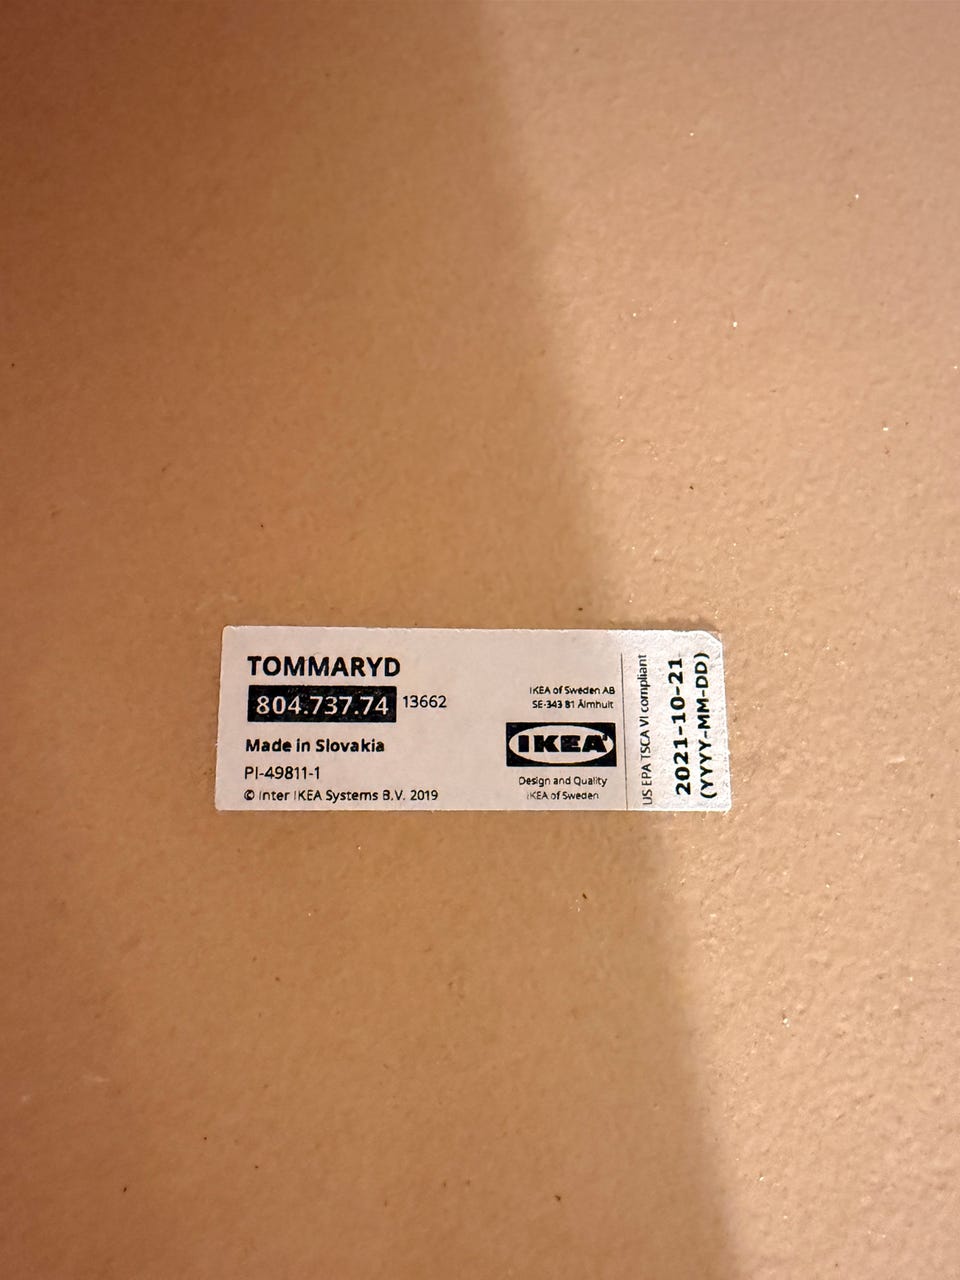 TOMMARYD
804.737.74 13662
Made in Slovakia
PI-49811-1
© Inter IKEA Systems B.V. 2019
IKEA of Sweden AB
SE-343 81 Älmhult
IKEA
Design and Quality
IKEA of Sweden
US EPA TSCA VI compliant
2021-10-21
(YYYY-MM-DD)